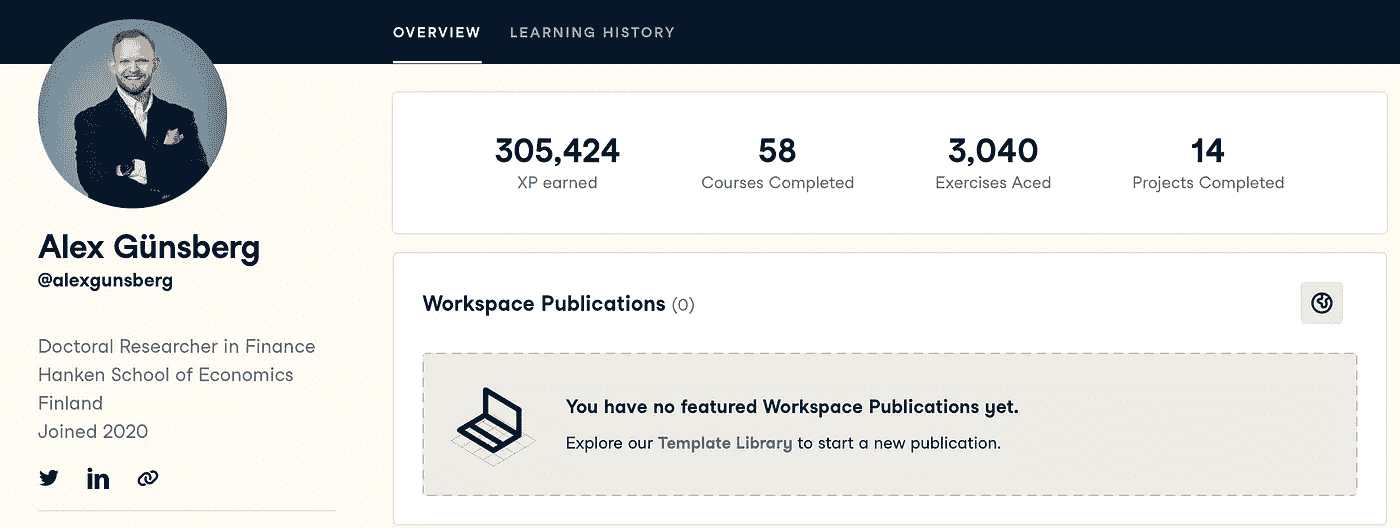 OVERVIEW LEARNING HISTORY
305,424 58 3,040 14
XP earned Courses Completed Exercises Aced Projects Completed
Alex Günsberg
@alexgunsberg
Doctoral Researcher in Finance
Hanken School of Economics
Finland
Joined 2020
in
Workspace Publications (0)
You have no featured Workspace Publications yet.
Explore our Template Library to start a new publication.